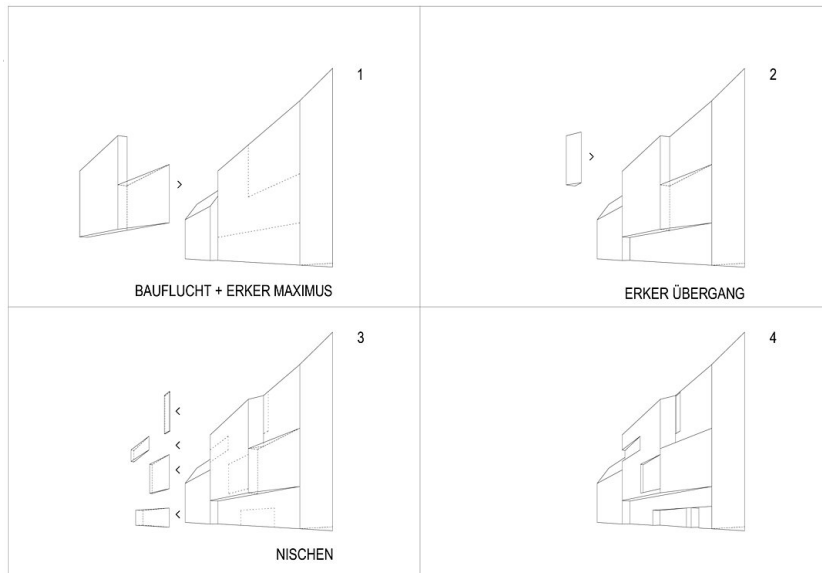 1
BAUFLUCHT + ERKER MAXIMUS
2
ERKER ÜBERGANG
3
NISCHEN
4